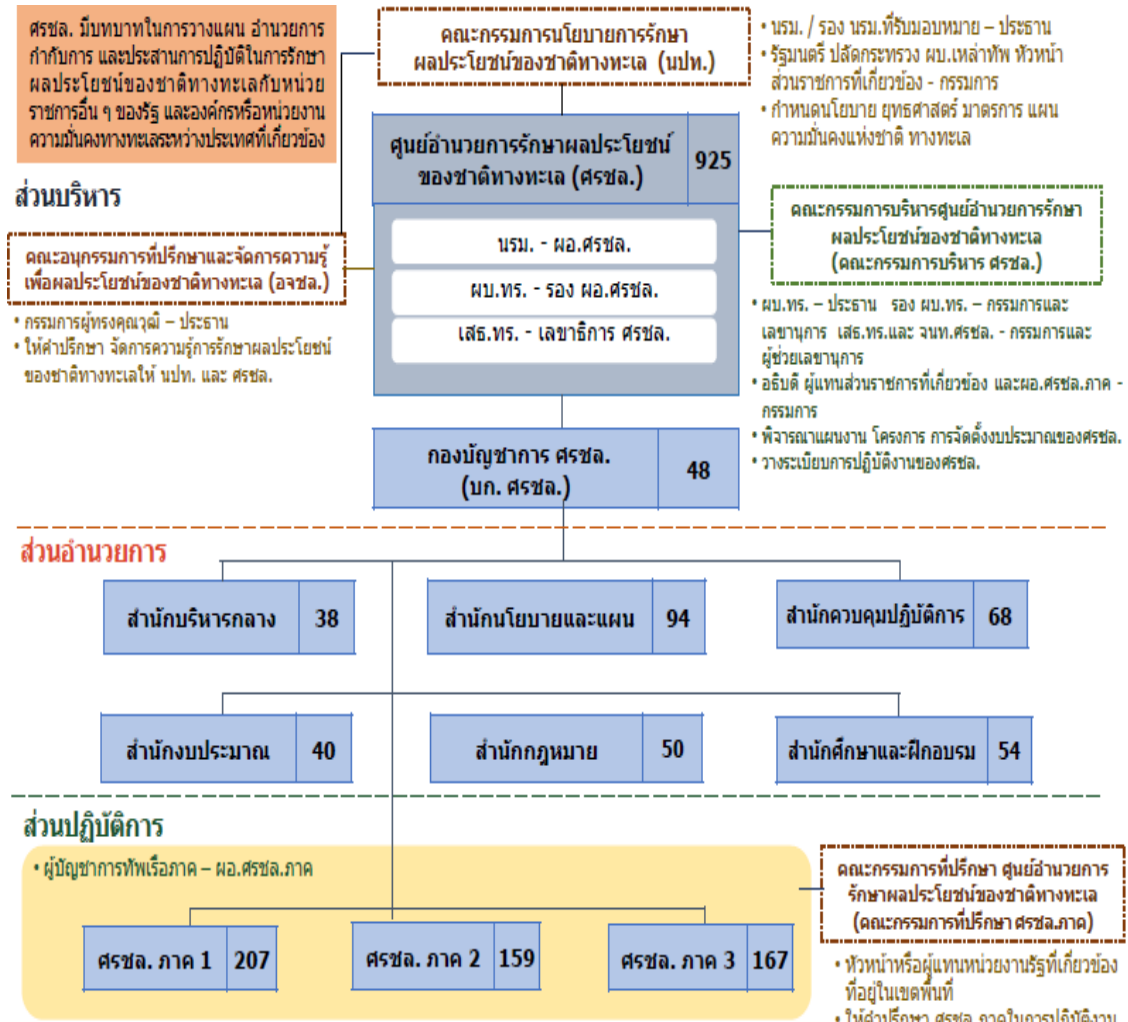 ศรชล. มีบทบาทในการวางแผน อำนวยการ
กำกับการ และประสานการปฏิบัติในการรักษา
ผลประโยชน์ของชาติทางทะเลกับหน่วย
ราชการอื่น ๆ ของรัฐ และองค์กรหรือหน่วยงาน
ความมั่นคงทางทะเลระหว่างประเทศที่เกี่ยวข้อง
คณะกรรมการนโยบายการรักษา
ผลประโยชน์ของชาติทางทะเล (นปท.)
• นรม. / รอง นรม.ที่รับมอบหมาย – ประธาน
• รัฐมนตรี ปลัดกระทรวง ผบ.เหล่าทัพ หัวหน้า
ส่วนราชการที่เกี่ยวข้อง - กรรมการ
• กำหนดนโยบาย ยุทธศาสตร์ มาตรการ แผน
ความมั่นคงแห่งชาติ ทางทะเล
ศูนย์อำนวยการรักษาผลประโยชน์
ของชาติทางทะเล (ศรชล.)
925
ส่วนบริหาร
คณะอนุกรรมการที่ปรึกษาและจัดการความรู้
เพื่อผลประโยชน์ของชาติทางทะเล (อจชล.)
• กรรมการผู้ทรงคุณวุฒิ – ประธาน
• ให้คำปรึกษา จัดการความรู้การรักษาผลประโยชน์
ของชาติทางทะเลให้ นปท. และ ศรชล.
นรม. - ผอ.ศรชล.
ผบ.ทร. - รอง ผอ.ศรชล.
เสธ.ทร. - เลขาธิการ ศรชล.
คณะกรรมการบริหารศูนย์อำนวยการรักษา
ผลประโยชน์ของชาติทางทะเล
(คณะกรรมการบริหาร ศรชล.)
• ผบ.ทร. – ประธาน รอง ผบ.ทร. – กรรมการและ
เลขานุการ เสธ.ทร.และ จนท.ศรชล. - กรรมการและ
ผู้ช่วยเลขานุการ
• อธิบดี ผู้แทนส่วนราชการที่เกี่ยวข้อง และผอ.ศรชล.ภาค -
กรรมการ
• พิจารณาแผนงาน โครงการ การจัดตั้งงบประมาณของศรชล.
• วางระเบียบการปฏิบัติงานของศรชล.
กองบัญชาการ ศรชล.
(บก. ศรชล.)
48
ส่วนอำนวยการ
สำนักบริหารกลาง 38
สำนักนโยบายและแผน 94
สำนักควบคุมปฏิบัติการ 68
สำนักงบประมาณ 40
สำนักกฎหมาย 50
สำนักศึกษาและฝึกอบรม 54
ส่วนปฏิบัติการ
• ผู้บัญชาการทัพเรือภาค – ผอ.ศรชล.ภาค
ศรชล. ภาค 1 207
ศรชล. ภาค 2 159
ศรชล. ภาค 3 167
คณะกรรมการที่ปรึกษา ศูนย์อำนวยการ
รักษาผลประโยชน์ของชาติทางทะเล
(คณะกรรมการที่ปรึกษา ศรชล.ภาค)
• หัวหน้าหรือผู้แทนหน่วยงานรัฐที่เกี่ยวข้อง
ที่อยู่ในเขตพื้นที่
• ให้คำปรึกษา ศรชล.ภาคในการปฏิบัติงาน